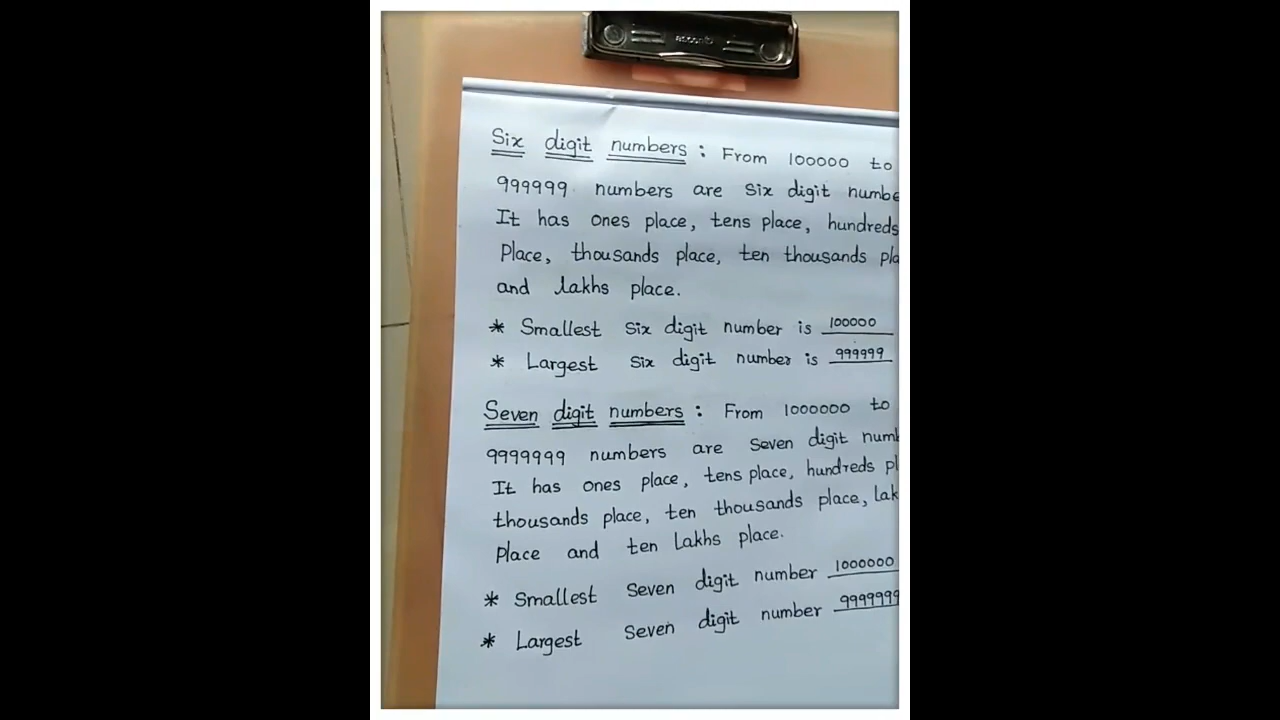 Six digit numbers : From 100000 to
999999 numbers are six digit numbe
It has ones place, tens place, hundreds
Place, thousands place, ten thousands pla
and lakhs place.
* Smallest six digit number is 100000
* Largest six digit number is 999999
Seven digit numbers : From 1000000 to
9999999 numbers are seven digit numb
It has ones place, tens place, hundreds pl
thousands place, ten thousands place, lak
Place and ten Lakhs place.
* Smallest seven digit number 1000000
* Largest seven digit number 9999999